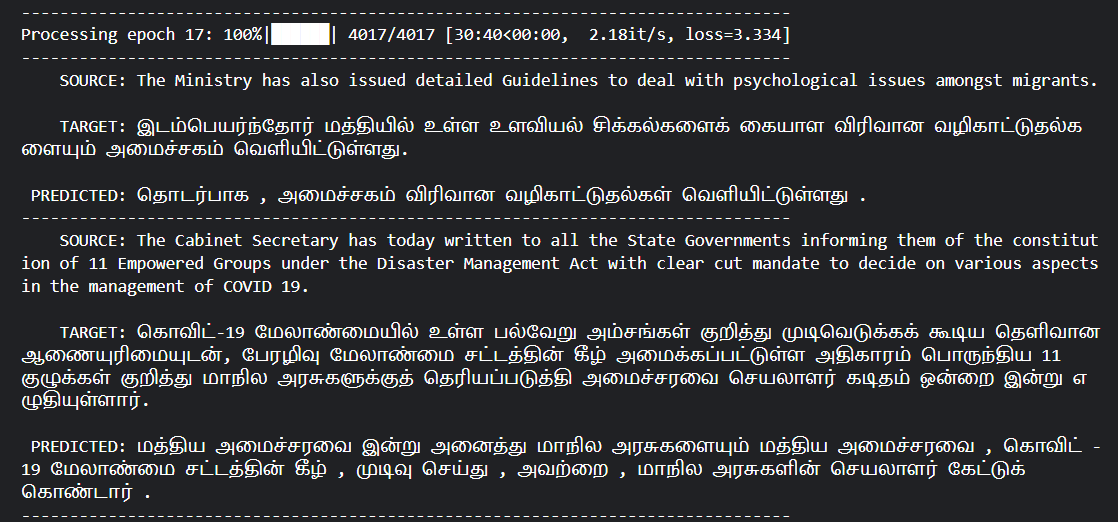 --------------------------------------------------------------------------------
Processing epoch 17: 100%|██████| 4017/4017 [30:40<00:00,  2.18it/s, loss=3.334]
--------------------------------------------------------------------------------
SOURCE: The Ministry has also issued detailed Guidelines to deal with psychological issues amongst migrants.
TARGET: இடம்பெயர்ந்தோர் மத்தியில் உள்ள உளவியல் சிக்கல்களைக் கையாள விரிவான வழிகாட்டுதல்க
ளையும் அமைச்சகம் வெளியிட்டுள்ளது.
PREDICTED: தொடர்பாக , அமைச்சகம் விரிவான வழிகாட்டுதல்கள் வெளியிட்டுள்ளது .
--------------------------------------------------------------------------------
SOURCE: The Cabinet Secretary has today written to all the State Governments informing them of the constitut
ion of 11 Empowered Groups under the Disaster Management Act with clear cut mandate to decide on various aspects
in the management of COVID 19.
TARGET: கொவிட்-19 மேலாண்மையில் உள்ள பல்வேறு அம்சங்கள் குறித்து முடிவெடுக்கக் கூடிய தெளிவான
ஆணையுரிமையுடன், பேரழிவு மேலாண்மை சட்டத்தின் கீழ் அமைக்கப்பட்டுள்ள அதிகாரம் பொருந்திய 11
குழுக்கள் குறித்து மாநில அரசுகளுக்குத் தெரியப்படுத்தி அமைச்சரவை செயலாளர் கடிதம் ஒன்றை இன்று எ
ழுதியுள்ளார்.
PREDICTED: மத்திய அமைச்சரவை இன்று அனைத்து மாநில அரசுகளையும் மத்திய அமைச்சரவை , கொவிட் -
19 மேலாண்மை சட்டத்தின் கீழ் , முடிவு செய்து , அவற்றை , மாநில அரசுகளின் செயலாளர் கேட்டுக்
கொண்டார் .
--------------------------------------------------------------------------------